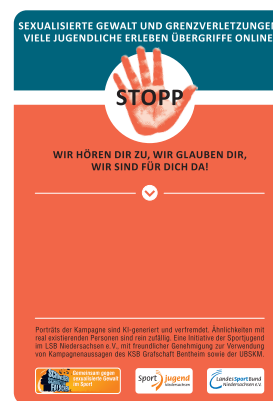 SEXUALISIERTE GEWALT UND GRENZVERLETZUNGEN
VIELE JUGENDLICHE ERLEBEN ÜBERGRIFFE ONLINE
STOPP
WIR HÖREN DIR ZU, WIR GLAUBEN DIR,
WIR SIND FÜR DICH DA!
Porträts der Kampagne sind KI-generiert und verfremdet. Ähnlichkeiten mit
real existierenden Personen sind rein zufällig. Eine Initiative der Sportjugend
im LSB Niedersachsen e.V., mit freundlicher Genehmigung zur Verwendung
von Kampagnenaussagen des KSB Grafschaft Bentheim sowie der UBSKM.
Gemeinsam gegen
sexualisierte Gewalt
im Sport
Sportjugend
Niedersachsen
LandesSportBund
Niedersachsen e.V.